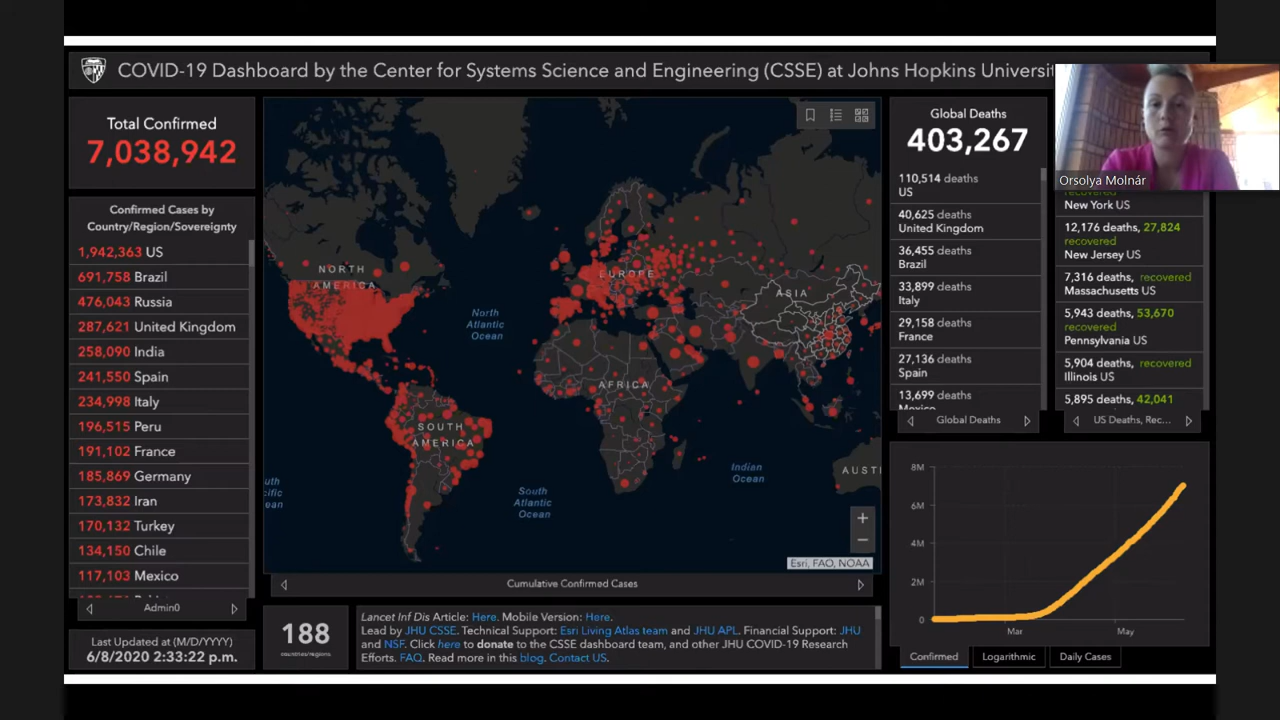 COVID-19 Dashboard by the Center for Systems Science and Engineering (CSSE) at Johns Hopkins Universi
Total Confirmed
7,038,942
Confirmed Cases by
Country/Region/Sovereignty
1,942,363 US
691,758 Brazil
476,043 Russia
287,621 United Kingdom
258,090 India
241,550 Spain
234,998 Italy
196,515 Peru
191,102 France
185,869 Germany
173,832 Iran
170,132 Turkey
134,150 Chile
117,103 Mexico
Admin0
Last Updated at (M/D/YYYY)
6/8/2020 2:33:22 p.m.
NORTH
AMERICA
EUROPE
ASIA
North
Atlantic
Ocean
AFRICA
SOUTH
AMERICA
Indian
Ocean
AUST
uth
cific
ean
South
Atlantic
Ocean
+
−
Esri, FAO, NOAA
Cumulative Confirmed Cases
188
countries/regions
Lancet Inf Dis Article: Here. Mobile Version: Here.
Lead by JHU CSSE. Technical Support: Esri Living Atlas team and JHU APL. Financial Support: JHU
and NSF. Click here to donate to the CSSE dashboard team, and other JHU COVID-19 Research
Efforts. FAQ. Read more in this blog. Contact US.
Global Deaths
403,267
110,514 deaths
US
40,625 deaths
United Kingdom
36,455 deaths
Brazil
33,899 deaths
Italy
29,158 deaths
France
27,136 deaths
Spain
13,699 deaths
Mexico
Global Deaths
Orsolya Molnár
recovered
New York US
12,176 deaths, 27,824
recovered
New Jersey US
7,316 deaths, recovered
Massachusetts US
5,943 deaths, 53,670
recovered
Pennsylvania US
5,904 deaths, recovered
Illinois US
5,895 deaths, 42,041
US Deaths, Rec...
8M
6M
4M
2M
0
Mar
May
Confirmed
Logarithmic
Daily Cases